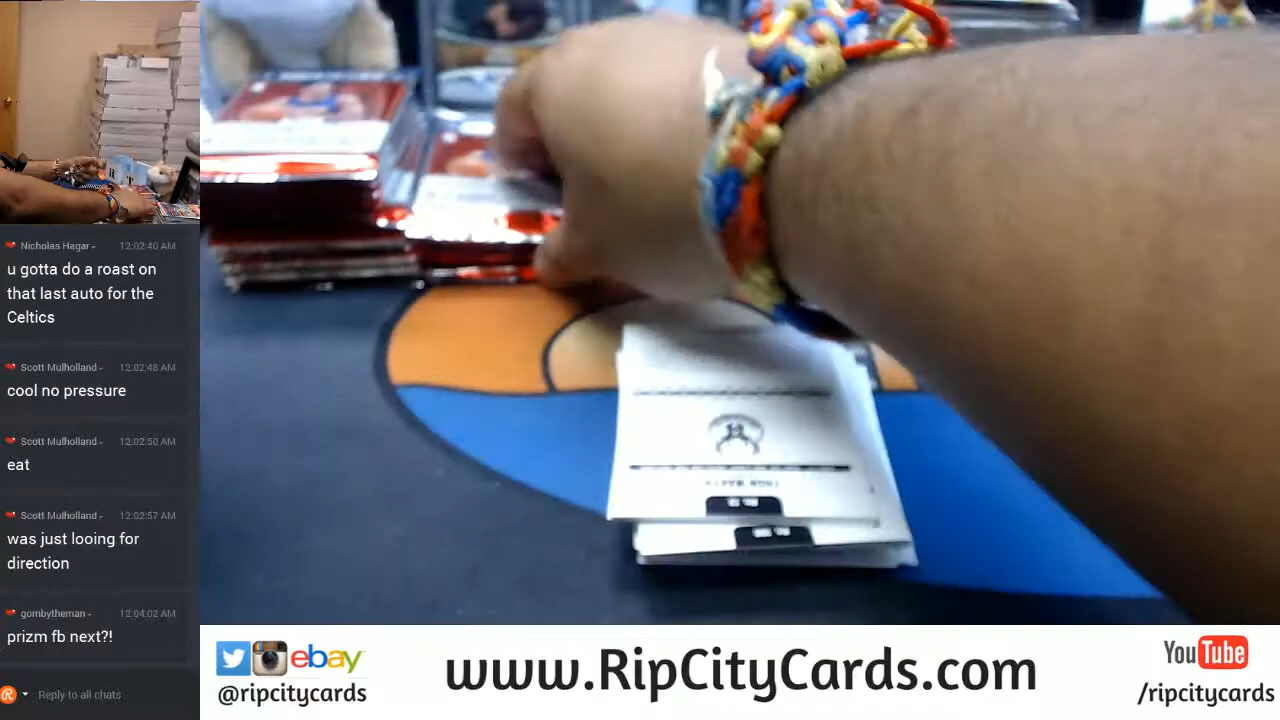 Nicholas Hagar 12:02:40 AM
u gotta do a roast on
that last auto for the
Celtics
Scott Mulholland 12:02:48 AM
cool no pressure
Scott Mulholland 12:02:50 AM
eat
Scott Mulholland 12:02:57 AM
was just looing for
direction
gombytheman 12:04:02 AM
prizm fb next?!
Reply to all chats
ebay
@ripcitycards
www.RipCityCards.com
YouTube
/ripcitycards